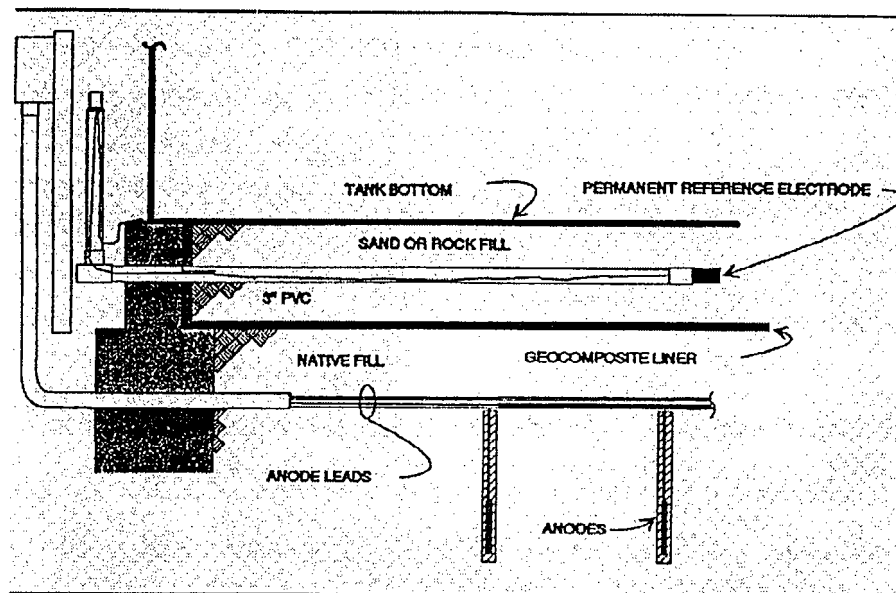 TANK BOTTOM
PERMANENT REFERENCE ELECTRODE
SAND OR ROCK FILL
3" PVC
NATIVE FILL
GEOCOMPOSITE LINER
ANODE LEADS
ANODES